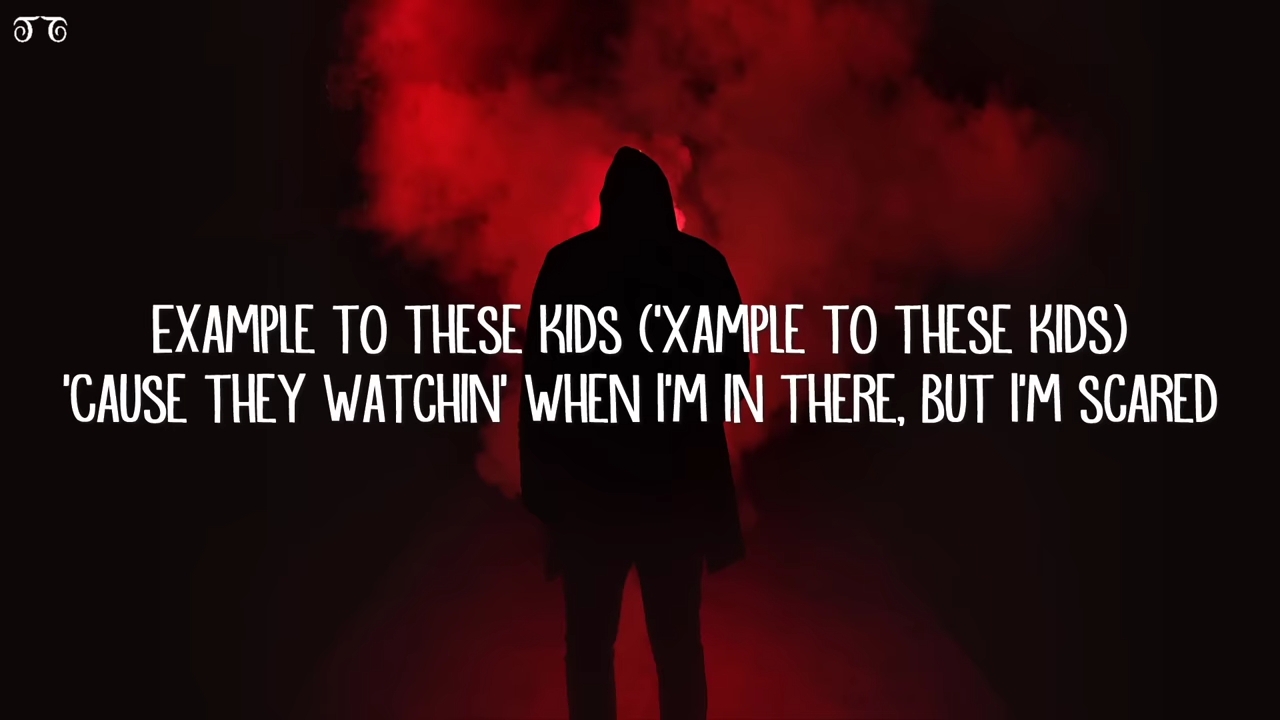 EXAMPLE TO THESE KIDS ('XAMPLE TO THESE KIDS)
'CAUSE THEY WATCHIN' WHEN I'M IN THERE, BUT I'M SCARED